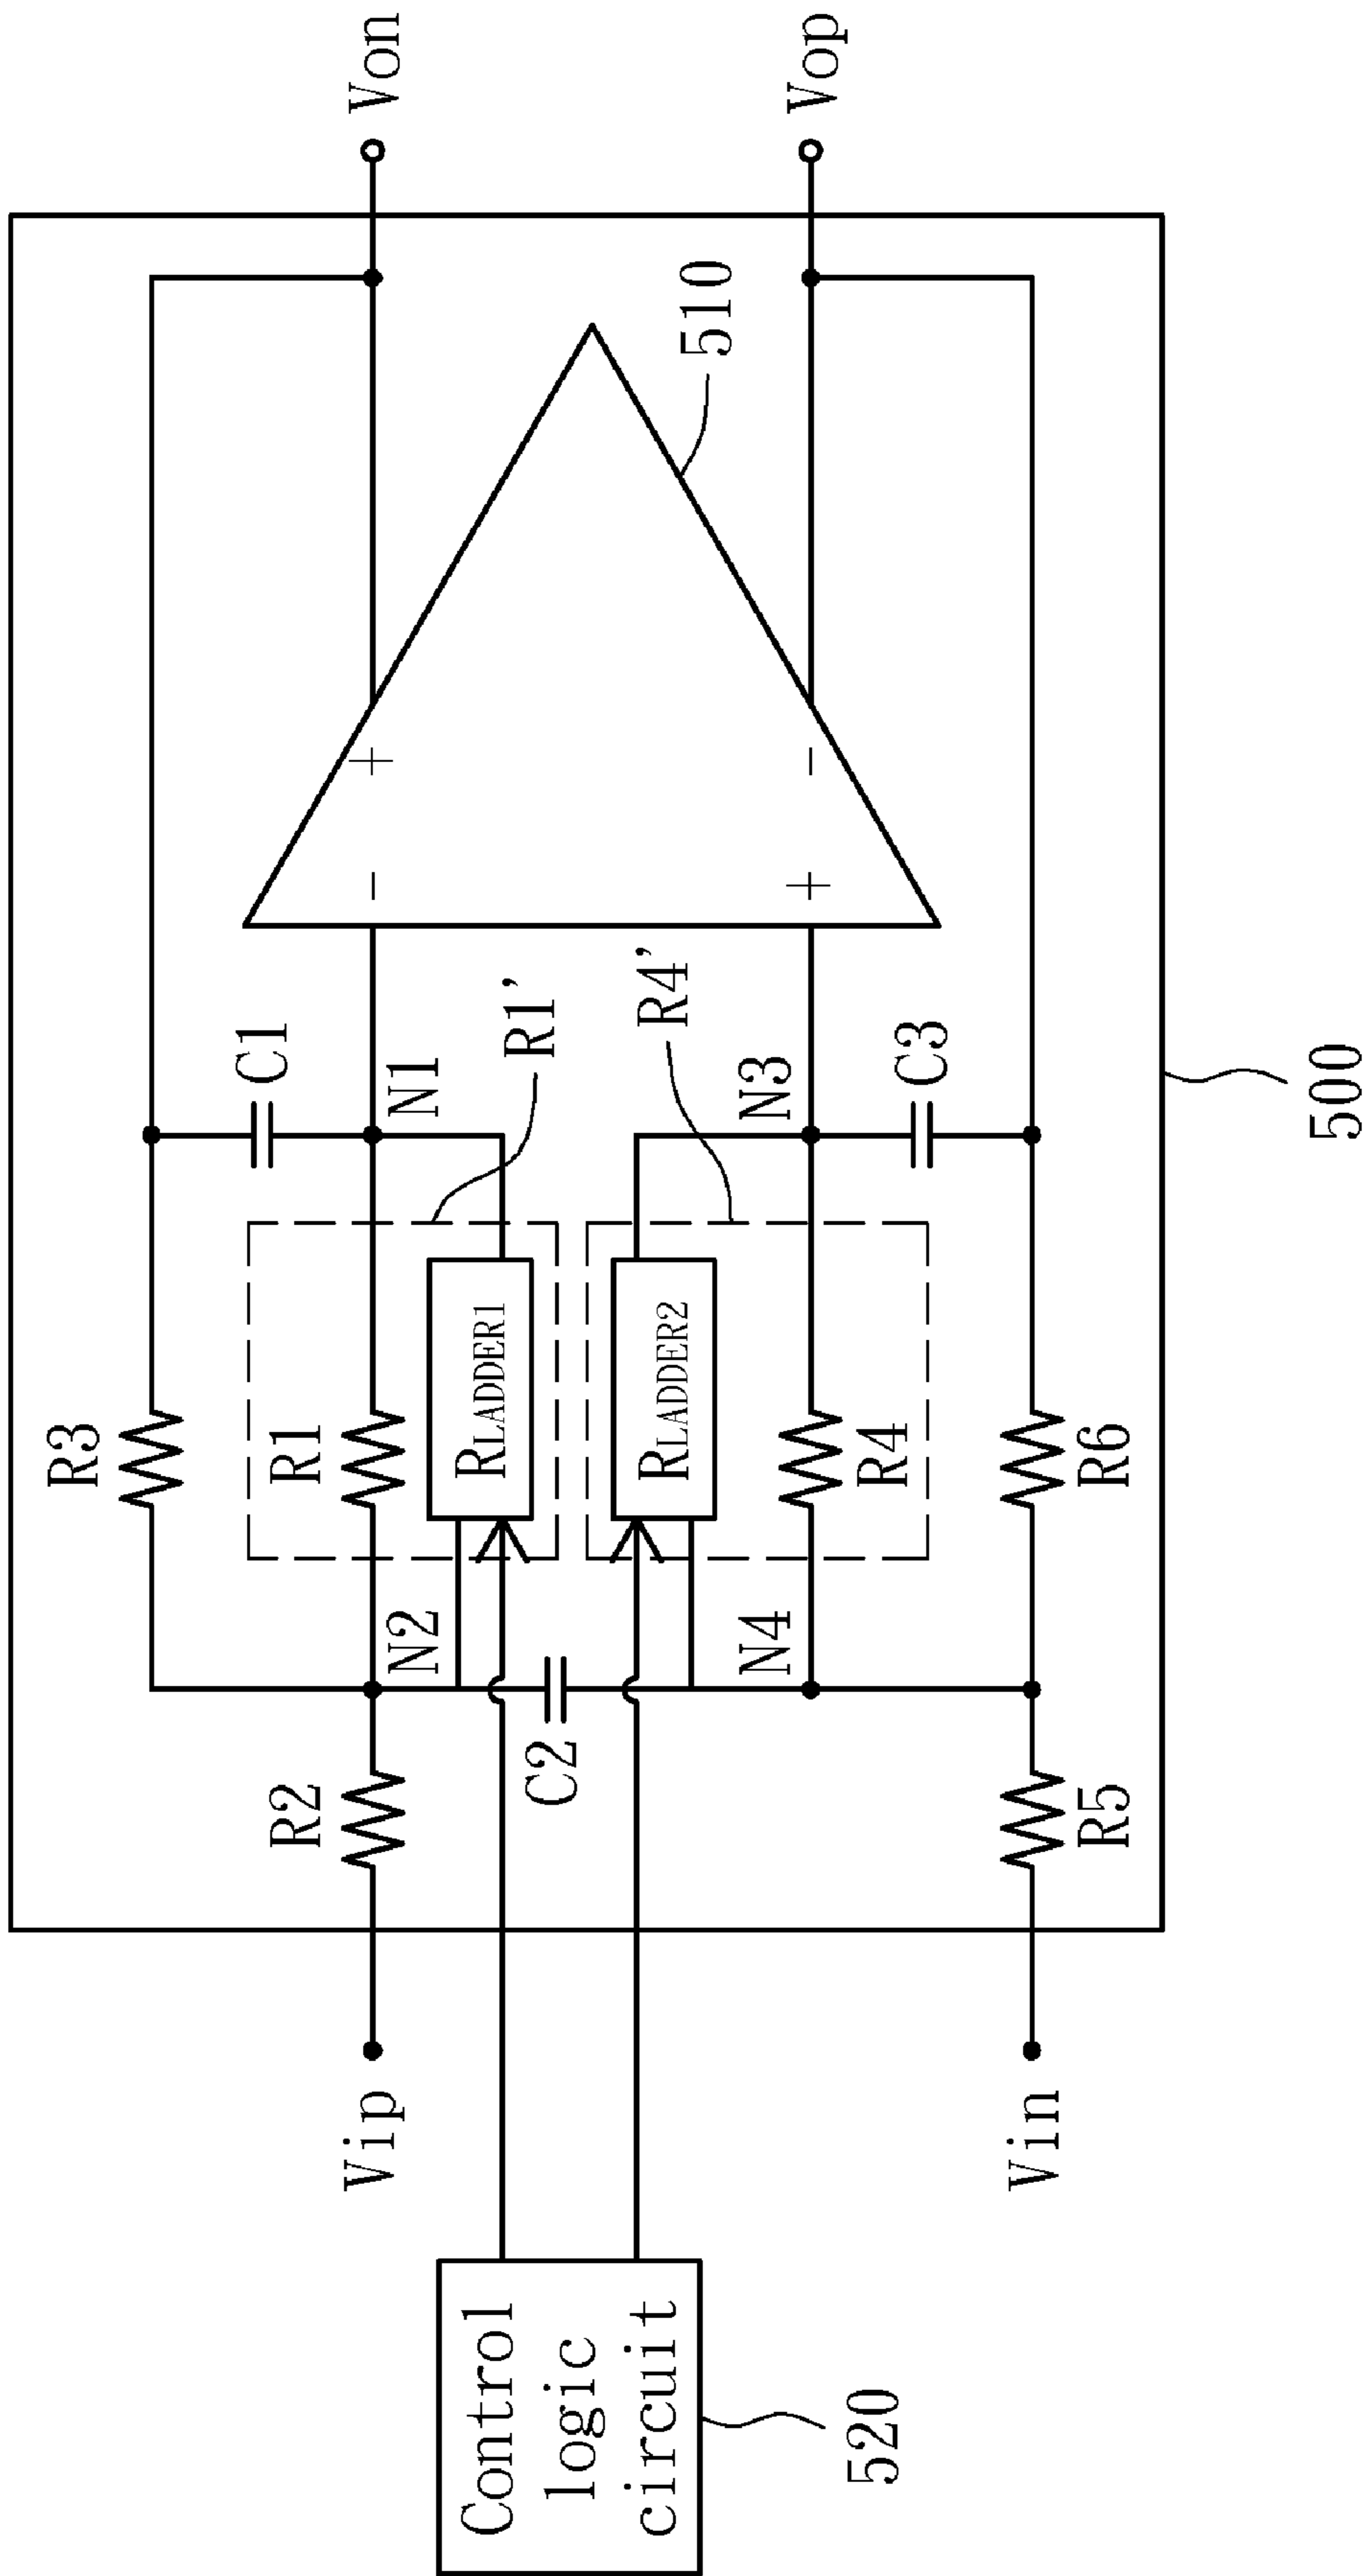 Von
Vop
510
R1'
R4'
C1
N1
N3
C3
500
R3
R1
RLADDER1
RLADDER2
R4
R6
N2
N4
R2
C2
R5
Vip
Vin
Control
logic
circuit
520
+
-
-
+